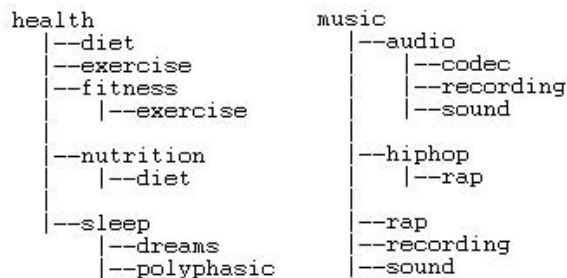 health
|--diet
|--exercise
|--fitness
|--exercise
|--nutrition
|--diet
|--sleep
|--dreams
|--polyphasic
music
|--audio
|--codec
|--recording
|--sound
|--hiphop
|--rap
|--rap
|--recording
|--sound